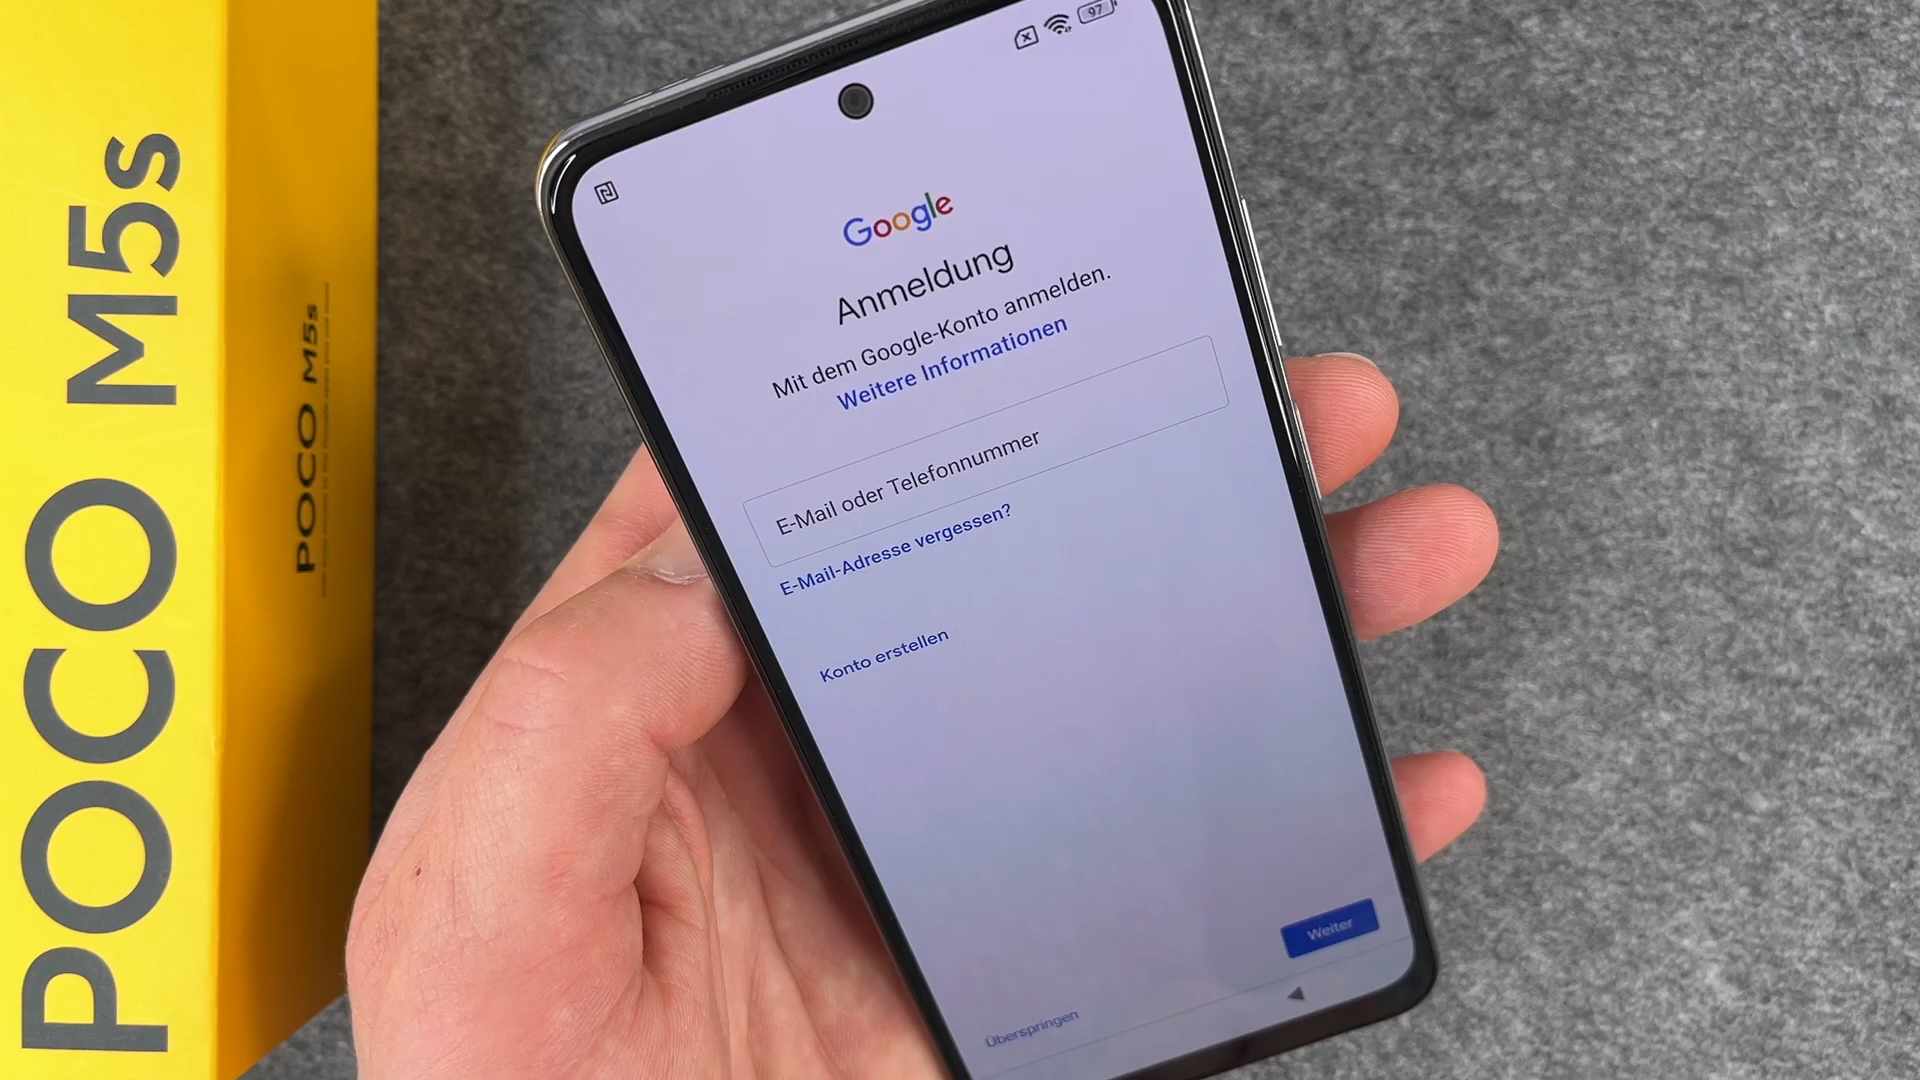 POCO M5s
POCO M5s
97
Google
Anmeldung
Mit dem Google-Konto anmelden.
Weitere Informationen
E-Mail oder Telefonnummer
E-Mail-Adresse vergessen?
Konto erstellen
Weiter
Überspringen